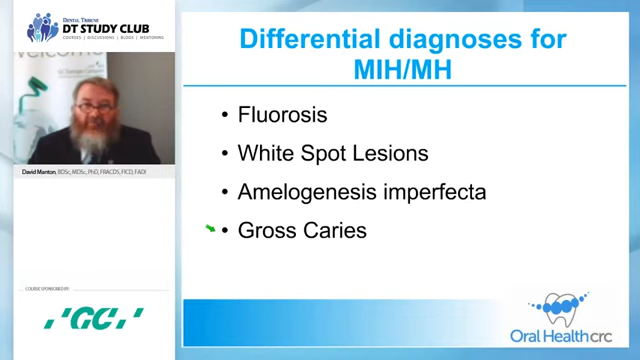 DENTAL TRIBUNE
DT STUDY CLUB
COURSES | DISCUSSIONS | BLOGS | MENTORING
Differential diagnoses for
MIH/MH
welcome
David Manton, BDSc, MDSc, PhD, FRACDS, FICD, FADI
• Fluorosis
• White Spot Lesions
• Amelogenesis imperfecta
• Gross Caries
COURSE SPONSORED BY
GC
Oral Health crc